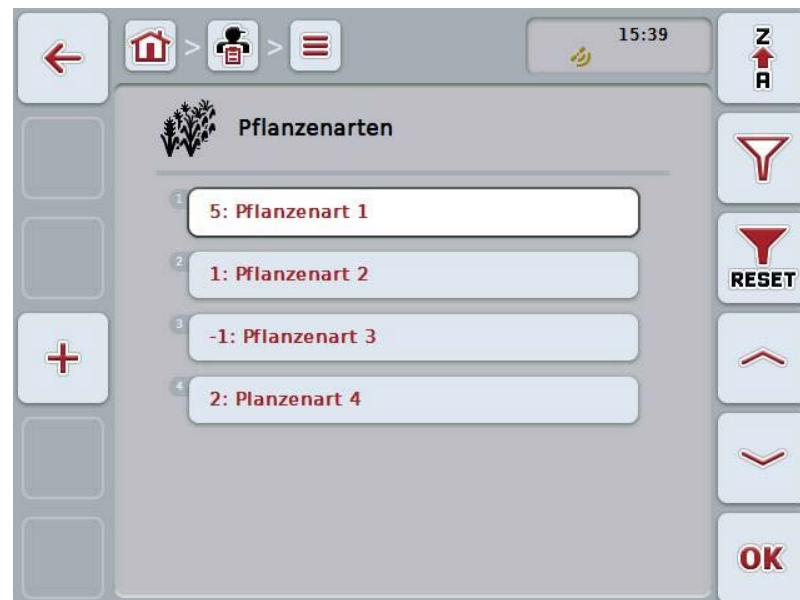 15:39
Z
A
Pflanzenarten
1
5: Pflanzenart 1
2
1: Pflanzenart 2
RESET
3
-1: Pflanzenart 3
4
2: Planzenart 4
OK